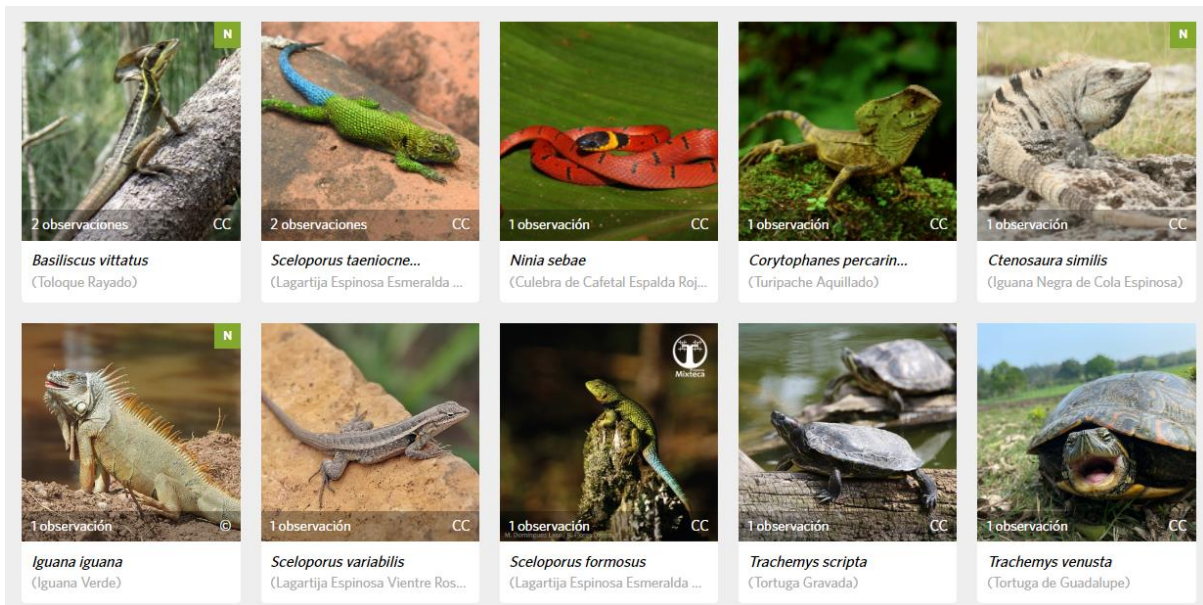 N
2 observaciones CC
Basiliscus vittatus
(Toloque Rayado)
2 observaciones CC
Sceloporus taeniocne...
(Lagartija Espinosa Esmeralda ...
1 observación CC
Ninia sebae
(Culebra de Cafetal Espalda Roj...
1 observación CC
Corytophanes percarin...
(Turipache Aquillado)
N
1 observación CC
Ctenosaura similis
(Iguana Negra de Cola Espinosa)
N
1 observación ©
Iguana iguana
(Iguana Verde)
1 observación CC
Sceloporus variabilis
(Lagartija Espinosa Vientre Ros...
Mixteca
1 observación CC
Sceloporus formosus
(Lagartija Espinosa Esmeralda ...
1 observación CC
Trachemys scripta
(Tortuga Gravada)
1 observación CC
Trachemys venusta
(Tortuga de Guadalupe)